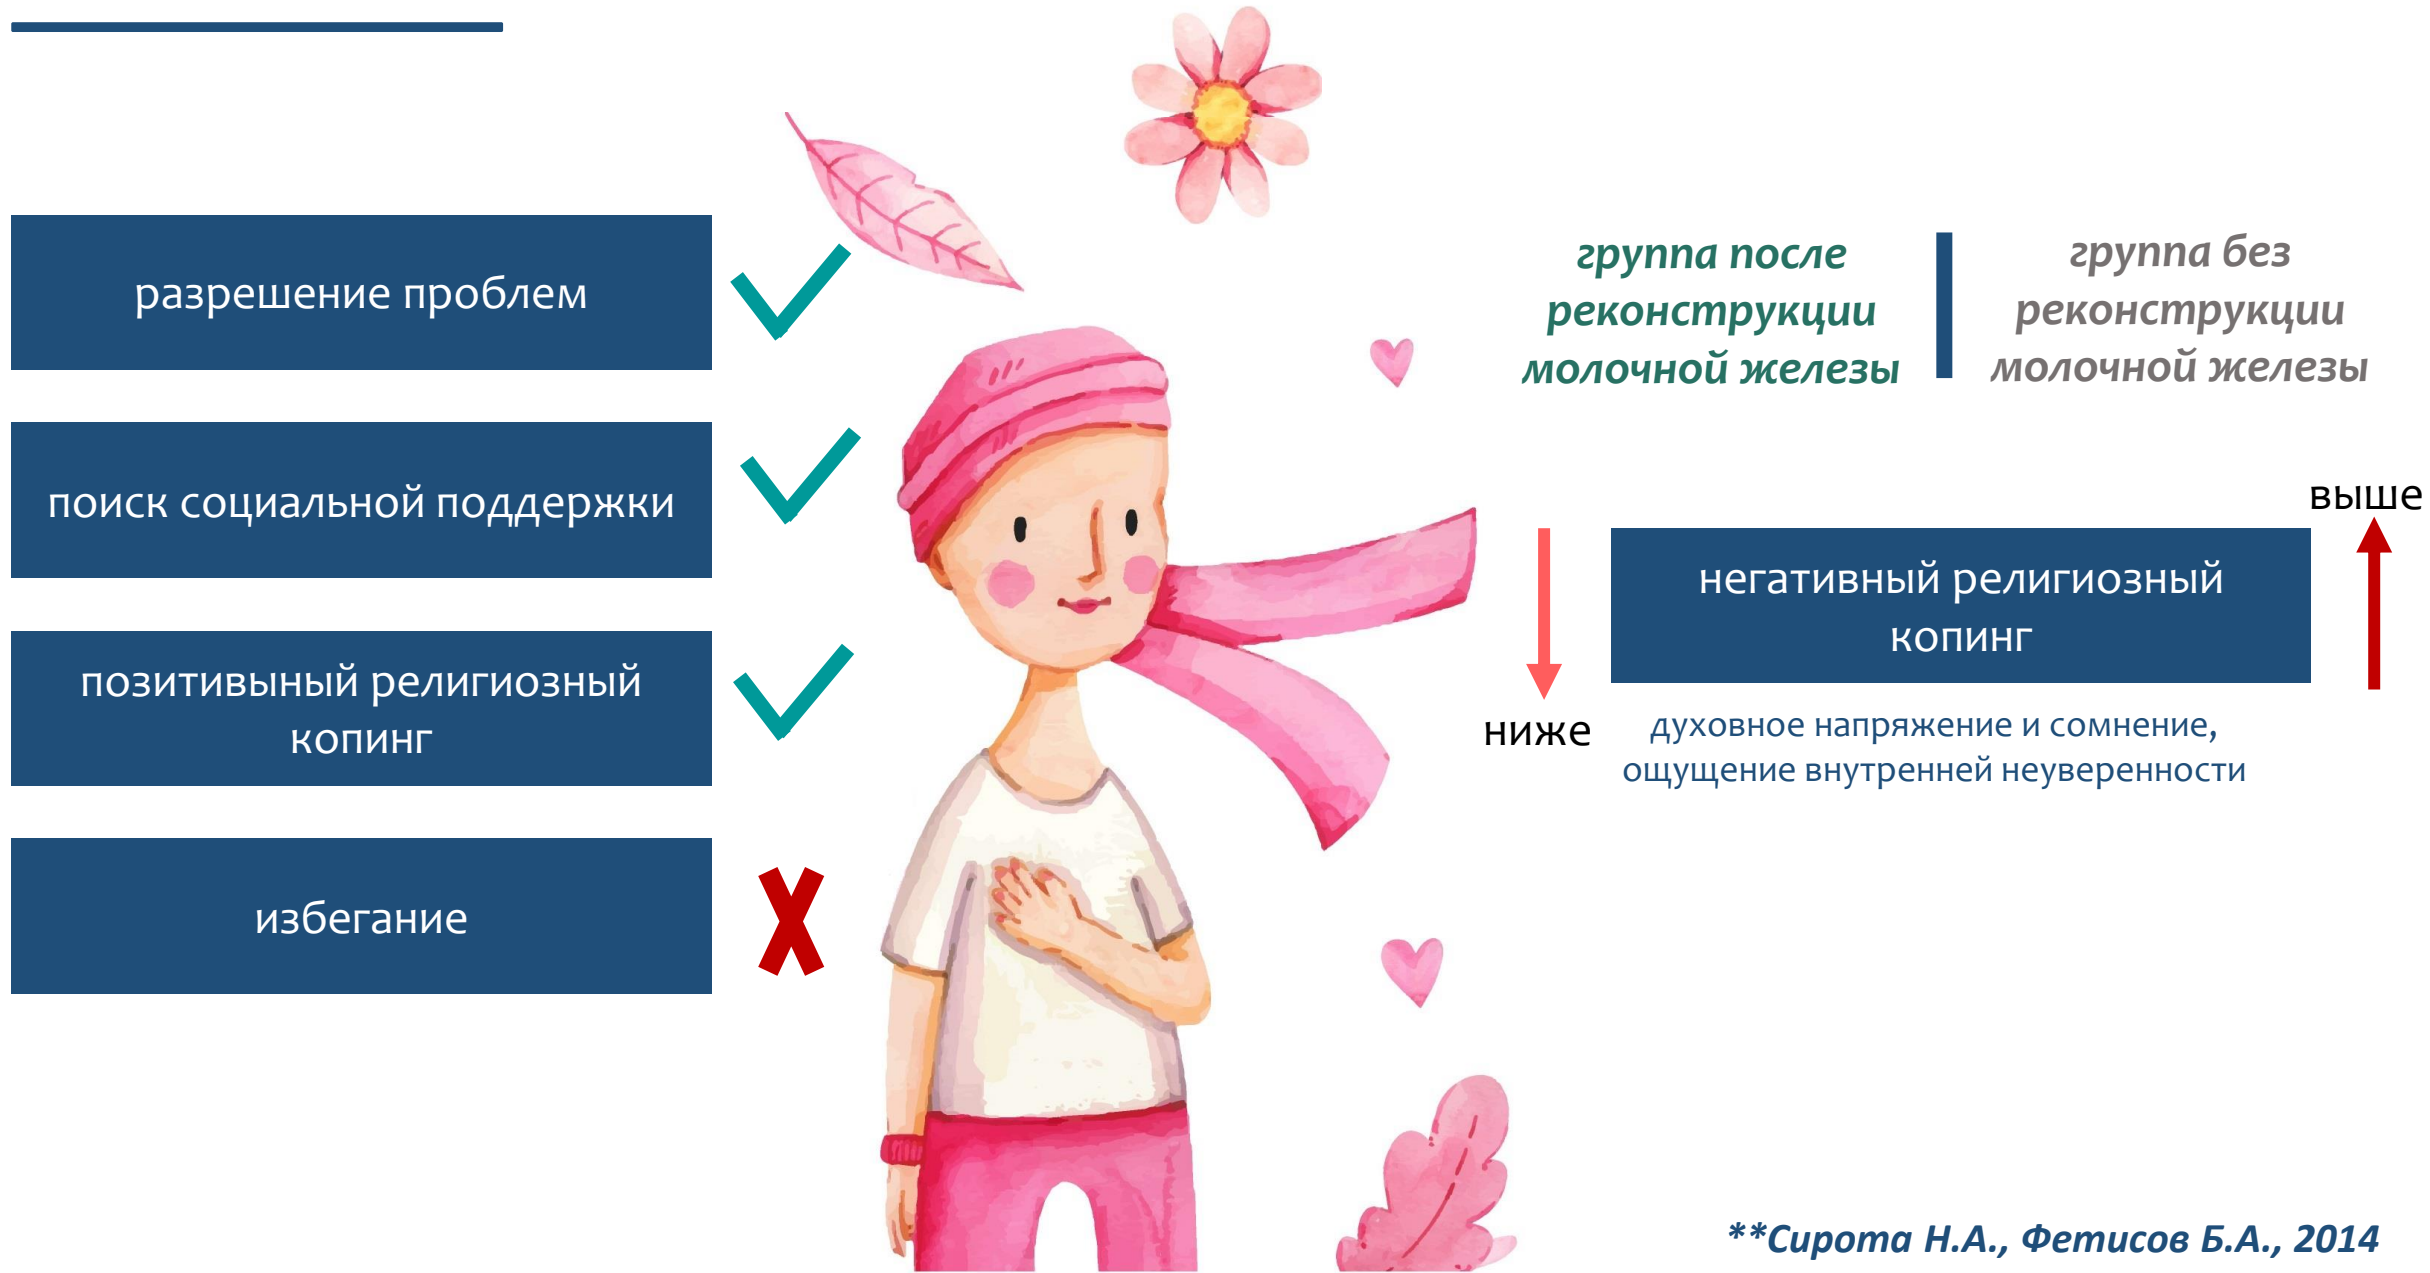 разрешение проблем
поиск социальной поддержки
позитивыный религиозный
копинг
избегание
группа после
реконструкции
молочной железы
группа без
реконструкции
молочной железы
выше
негативный религиозный
копинг
ниже
духовное напряжение и сомнение,
ощущение внутренней неуверенности
**Сирота Н.А., Фетисов Б.А., 2014